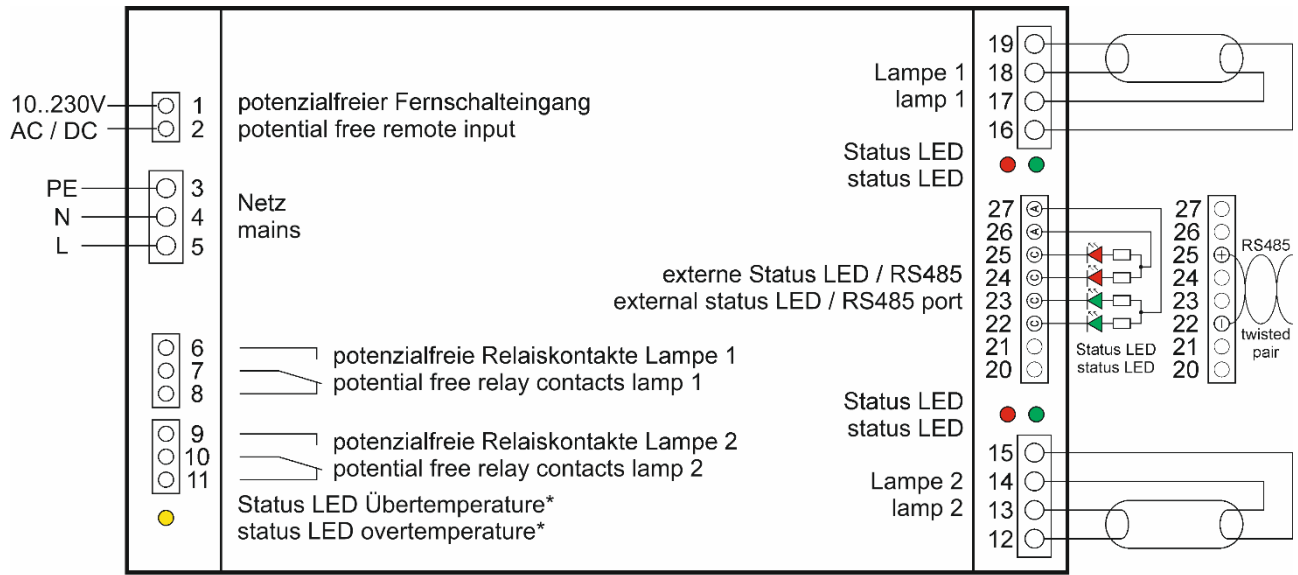 10..230V
AC / DC
1
2
potenzialfreier Fernschalteingang
potential free remote input
PE
N
L
3
4
5
Netz
mains
6
7
8
potenzialfreie Relaiskontakte Lampe 1
potential free relay contacts lamp 1
9
10
11
potenzialfreie Relaiskontakte Lampe 2
potential free relay contacts lamp 2
Status LED Übertemperature*
status LED overtemperature*
Lampe 1
lamp 1
19
18
17
16
Status LED
status LED
externe Status LED / RS485
external status LED / RS485 port
27 A
26 A
25 C
24 C
23 C
22 C
21
20
Status LED
status LED
27
26
25 +
24
23
22 -
21
20
RS485
twisted
pair
Status LED
status LED
Lampe 2
lamp 2
15
14
13
12